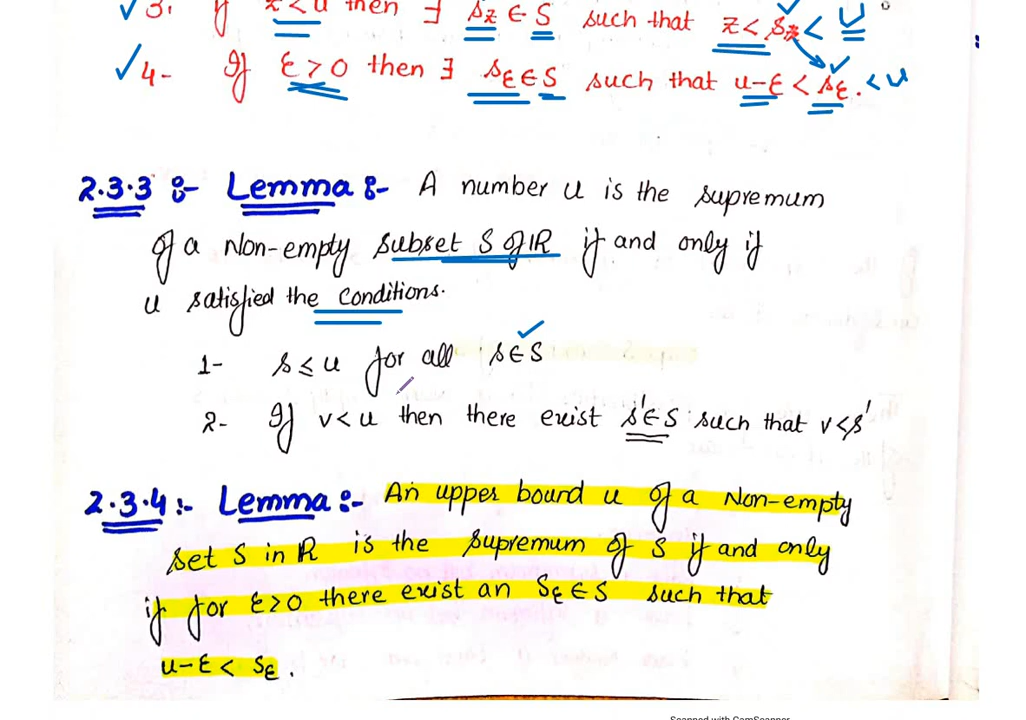 √3. If z<u then ∃ s_z ∈ S such that z < s_z < U
√4- If ε>0 then ∃ s_ε ∈ S such that u-ε < s_ε. < U
2.3.3 :- Lemma :- A number u is the supremum
of a Non-empty subset S of IR if and only if
u satisfied the conditions.
1- s ≤ u for all s∈S
2- If v<u then there exist s'∈S such that v<s'
2.3.4:- Lemma:- An upper bound u of a Non-empty
set S in R is the supremum of S if and only
if for ε>0 there exist an S_ε ∈ S such that
u-ε < S_ε.